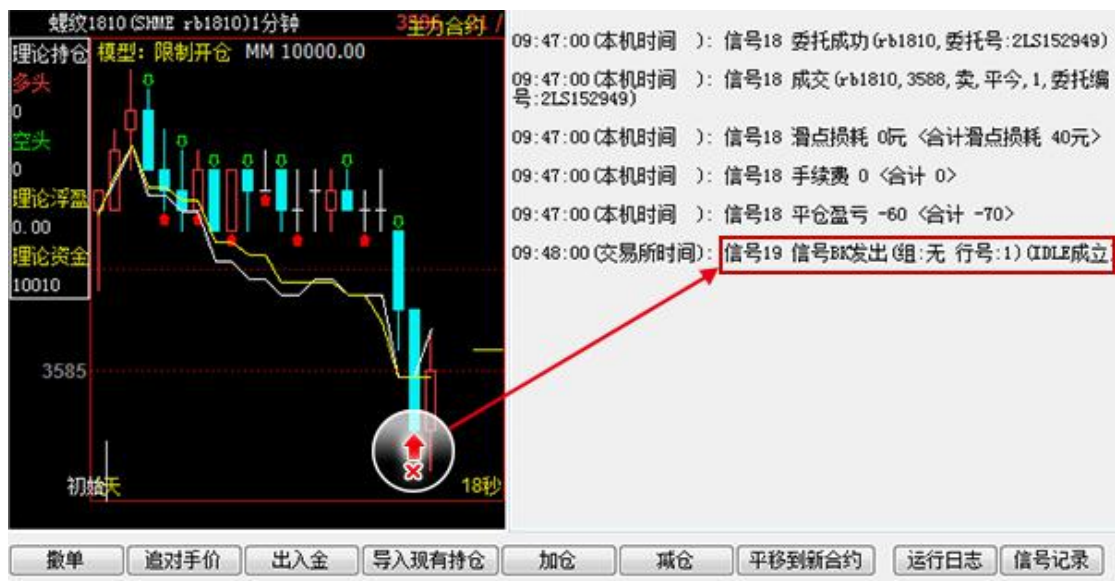 螺纹1810(SHME rb1810)1分钟
主力合约
理论持仓
模型: 限制开仓 MM 10000.00
多头
0
空头
0
理论浮盈
0.00
理论资金
10010
3585
初始
天
18秒
09:47:00(本机时间 ): 信号18 委托成功(rb1810,委托号:2LS152949)
09:47:00(本机时间 ): 信号18 成交(rb1810,3588,卖,平今,1,委托编
号:2LS152949)
09:47:00(本机时间 ): 信号18 滑点损耗 0元 <合计滑点损耗 40元>
09:47:00(本机时间 ): 信号18 手续费 0 <合计 0>
09:47:00(本机时间 ): 信号18 平仓盈亏 -60 <合计 -70>
09:48:00(交易所时间): 信号19 信号BK发出(组:无 行号:1)(IDLE成立
撤单 追对手价 出入金 导入现有持仓 加仓 减仓 平移到新合约 运行日志 信号记录